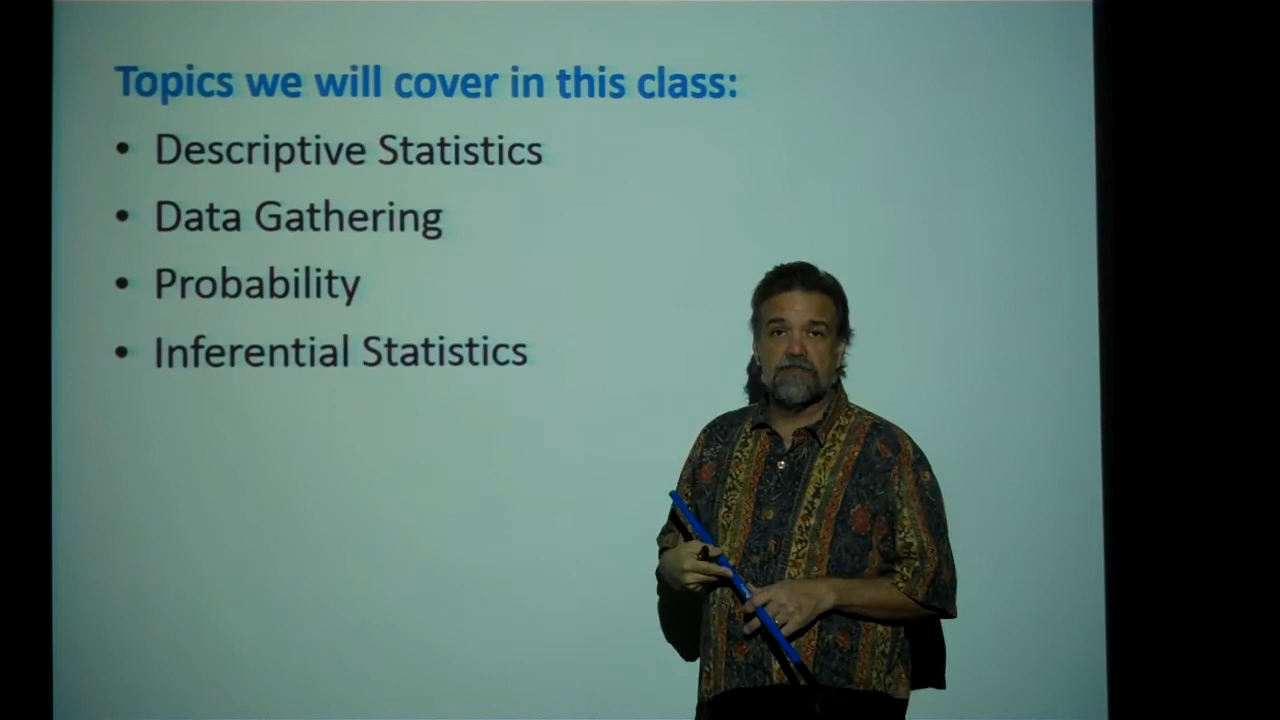 Topics we will cover in this class:
• Descriptive Statistics
• Data Gathering
• Probability
• Inferential Statistics